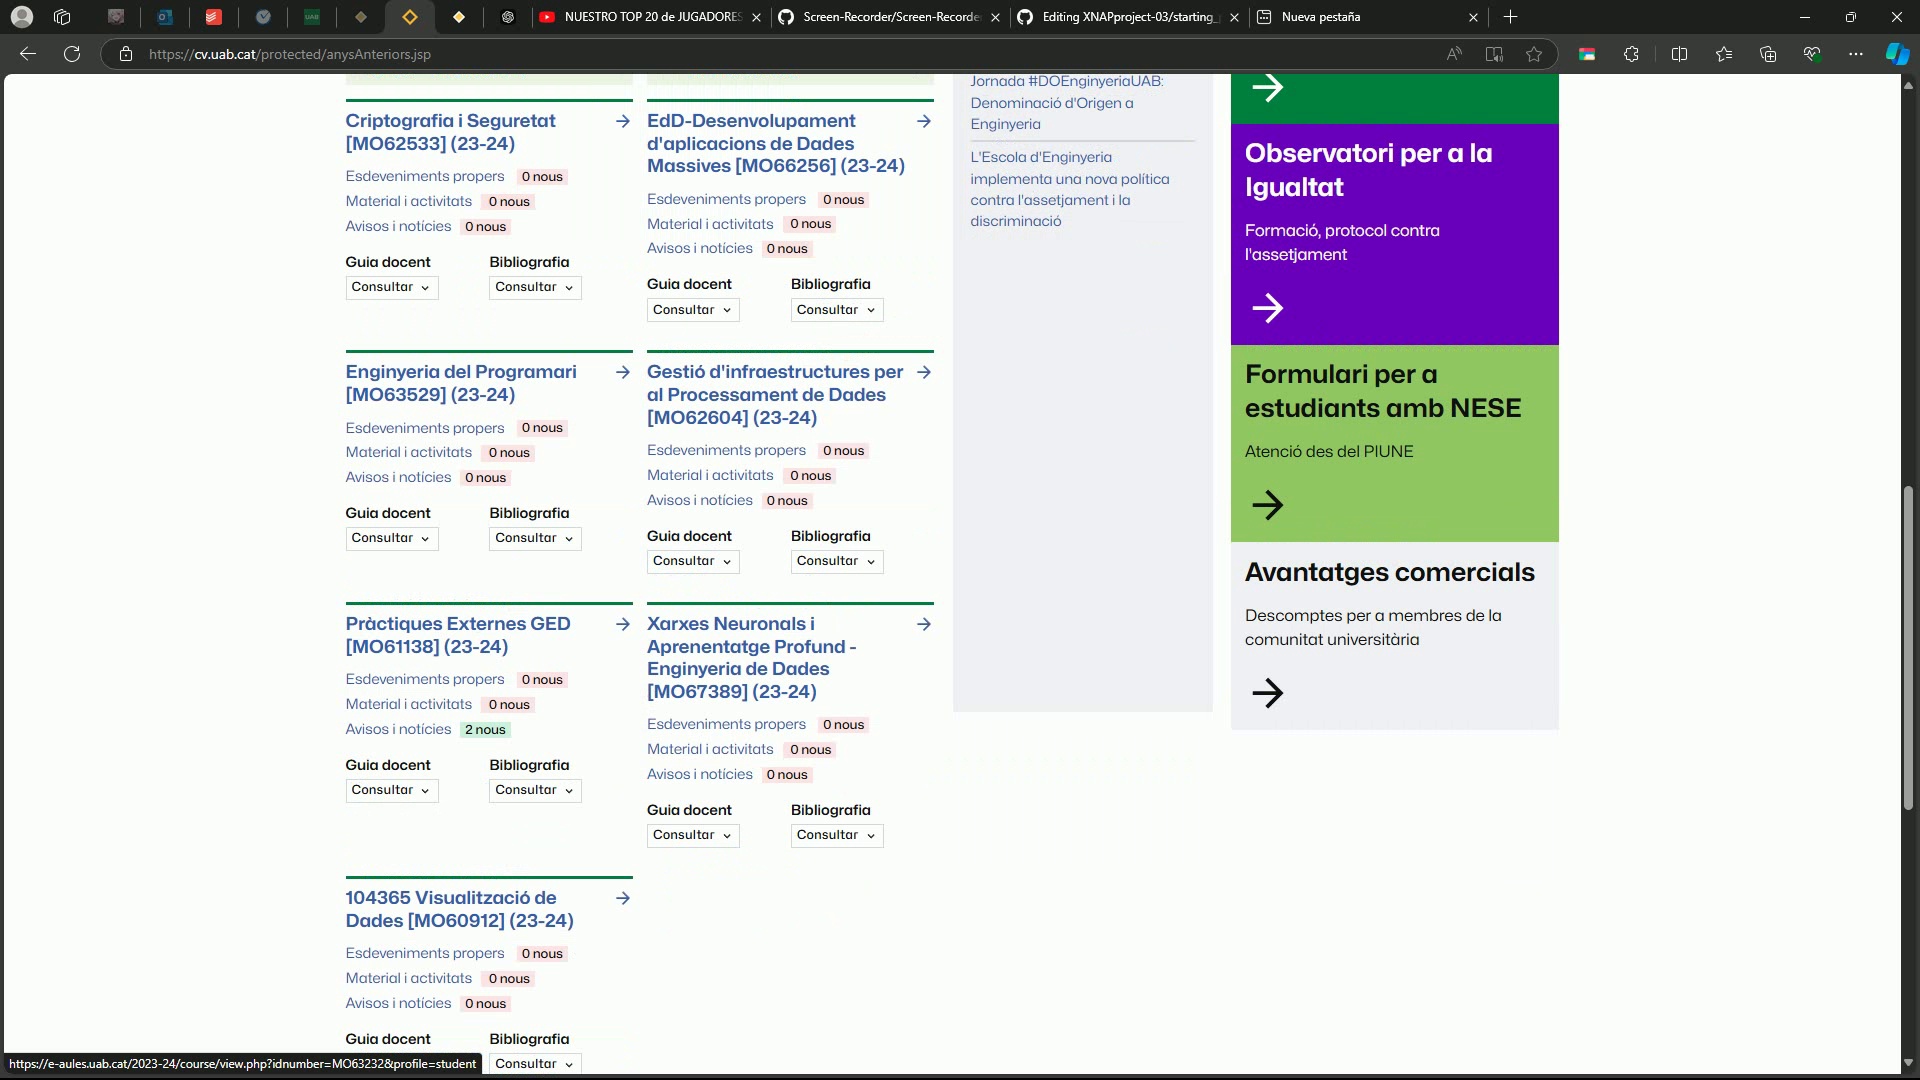 NUESTRO TOP 20 de JUGADORES
Screen-Recorder/Screen-Recorde
Editing XNAPproject-03/starting_
Nueva pestaña
https://cv.uab.cat/protected/anysAnteriors.jsp
Criptografia i Seguretat
[MO62533] (23-24)
Esdeveniments propers 0 nous
Material i activitats 0 nous
Avisos i notícies 0 nous
Guia docent Bibliografia
Consultar Consultar
EdD-Desenvolupament
d'aplicacions de Dades
Massives [MO66256] (23-24)
Esdeveniments propers 0 nous
Material i activitats 0 nous
Avisos i notícies 0 nous
Guia docent Bibliografia
Consultar Consultar
Enginyeria del Programari
[MO63529] (23-24)
Esdeveniments propers 0 nous
Material i activitats 0 nous
Avisos i notícies 0 nous
Guia docent Bibliografia
Consultar Consultar
Gestió d'infraestructures per
al Processament de Dades
[MO62604] (23-24)
Esdeveniments propers 0 nous
Material i activitats 0 nous
Avisos i notícies 0 nous
Guia docent Bibliografia
Consultar Consultar
Pràctiques Externes GED
[MO61138] (23-24)
Esdeveniments propers 0 nous
Material i activitats 0 nous
Avisos i notícies 2 nous
Guia docent Bibliografia
Consultar Consultar
Xarxes Neuronals i
Aprenentatge Profund -
Enginyeria de Dades
[MO67389] (23-24)
Esdeveniments propers 0 nous
Material i activitats 0 nous
Avisos i notícies 0 nous
Guia docent Bibliografia
Consultar Consultar
104365 Visualització de
Dades [MO60912] (23-24)
Esdeveniments propers 0 nous
Material i activitats 0 nous
Avisos i notícies 0 nous
Guia docent Bibliografia
Consultar
Jornada #DOEnginyeriaUAB:
Denominació d'Origen a
Enginyeria
L'Escola d'Enginyeria
implementa una nova política
contra l'assetjament i la
discriminació
Observatori per a la
Igualtat
Formació, protocol contra
l'assetjament
Formulari per a
estudiants amb NESE
Atenció des del PIUNE
Avantatges comercials
Descomptes per a membres de la
comunitat universitària
https://e-aules.uab.cat/2023-24/course/view.php?idnumber=MO63232&profile=student